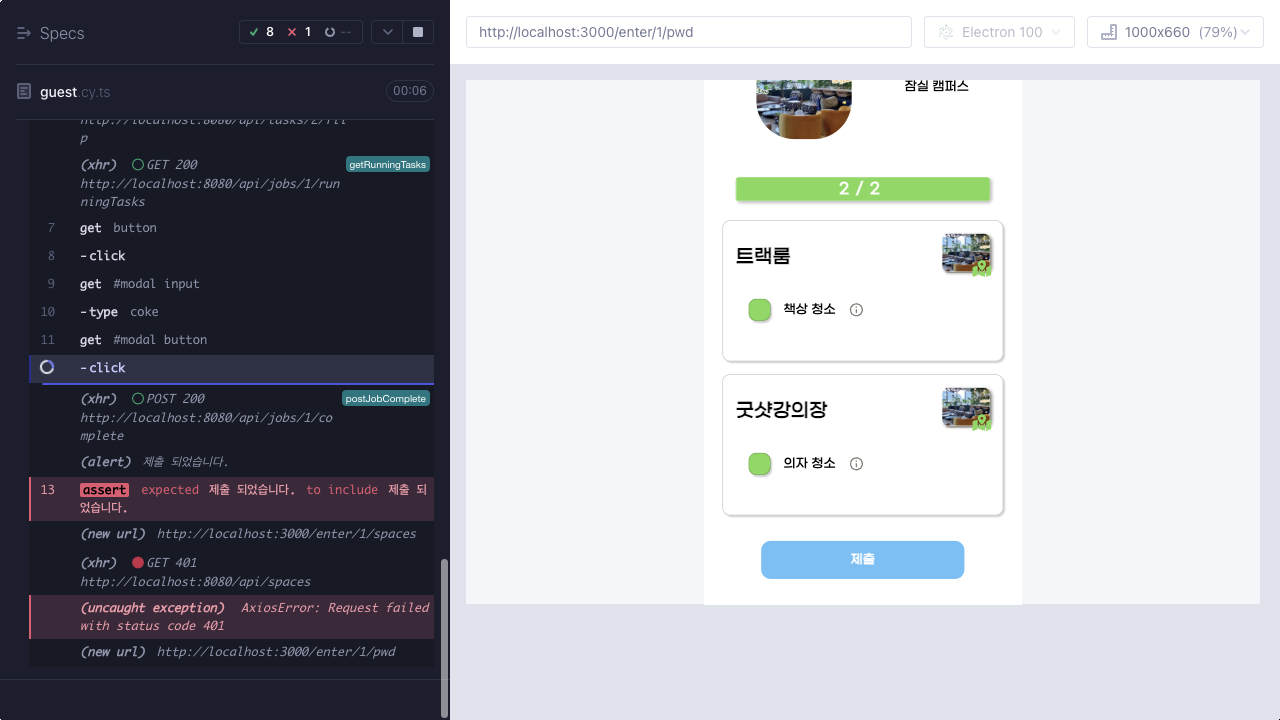 Specs
8
1
--
guest.cy.ts
00:06
http://localhost:8080/api/tasks/2/fli
p
(xhr) GET 200
getRunningTasks
http://localhost:8080/api/jobs/1/run
ningTasks
7 get button
8 -click
9 get #modal input
10 -type coke
11 get #modal button
-click
(xhr) POST 200
postJobComplete
http://localhost:8080/api/jobs/1/co
mplete
(alert) 제출 되었습니다.
13 assert expected 제출 되었습니다. to include 제출 되
었습니다.
(new url) http://localhost:3000/enter/1/spaces
(xhr) GET 401
http://localhost:8080/api/spaces
(uncaught exception) AxiosError: Request failed
with status code 401
(new url) http://localhost:3000/enter/1/pwd
http://localhost:3000/enter/1/pwd
Electron 100
1000x660 (79%)
잠실 캠퍼스
2 / 2
트랙룸
책상 청소
굿샷강의장
의자 청소
제출